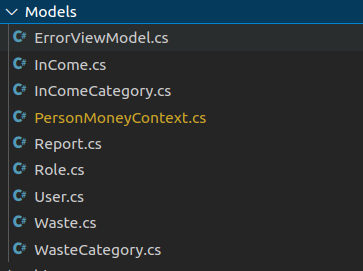 Models
C# ErrorViewModel.cs
C# InCome.cs
C# InComeCategory.cs
C# PersonMoneyContext.cs
C# Report.cs
C# Role.cs
C# User.cs
C# Waste.cs
C# WasteCategory.cs